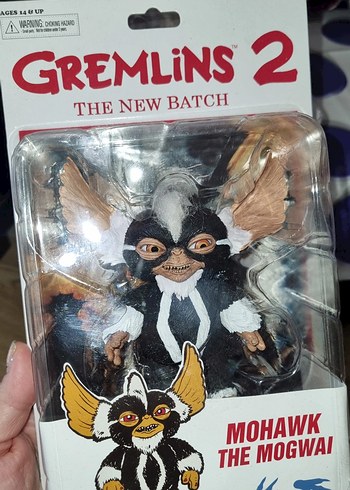 AGES 14 & UP
WARNING: CHOKING HAZARD
GREMLINS 2
THE NEW BATCH
MOHAWK
THE MOGWAI